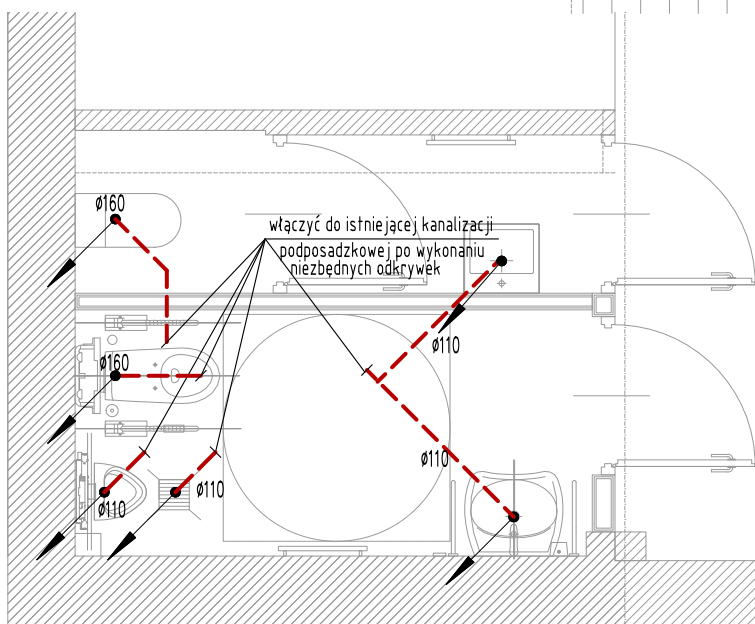 ø160
włączyć do istniejącej kanalizacji
podposadzkowej po wykonaniu
niezbędnych odkrywek
ø110
ø160
ø110
ø110
ø110